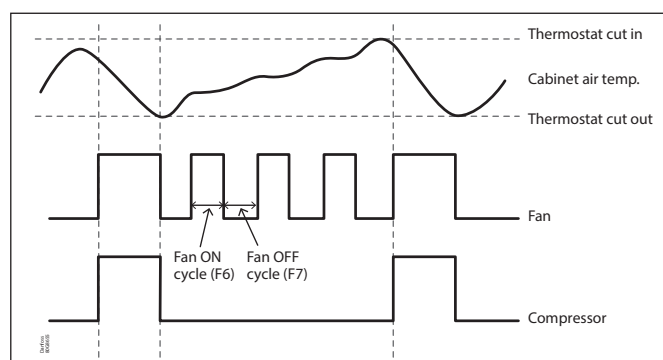 Thermostat cut in
Cabinet air temp.
Thermostat cut out
Fan
Fan ON
cycle (F6)
Fan OFF
cycle (F7)
Compressor
Danfoss